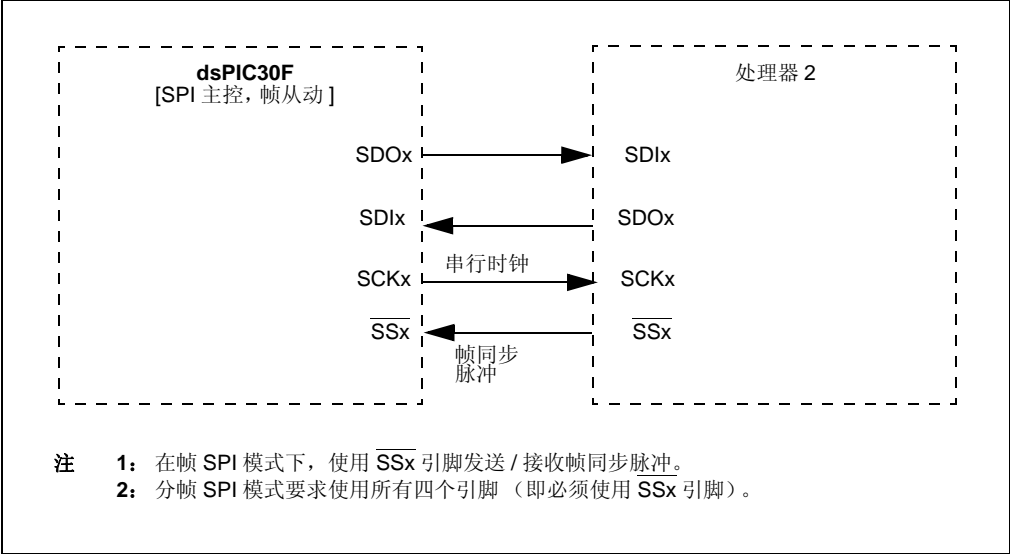 dsPIC30F
[SPI 主控，帧从动 ]
处理器 2
SDOx
SDIx
SDIx
SDOx
串行时钟
SCKx
SCKx
SSx
SSx
帧同步
脉冲
注 1： 在帧 SPI 模式下，使用 SSx 引脚发送 / 接收帧同步脉冲。
2： 分帧 SPI 模式要求使用所有四个引脚 （即必须使用 SSx 引脚）。